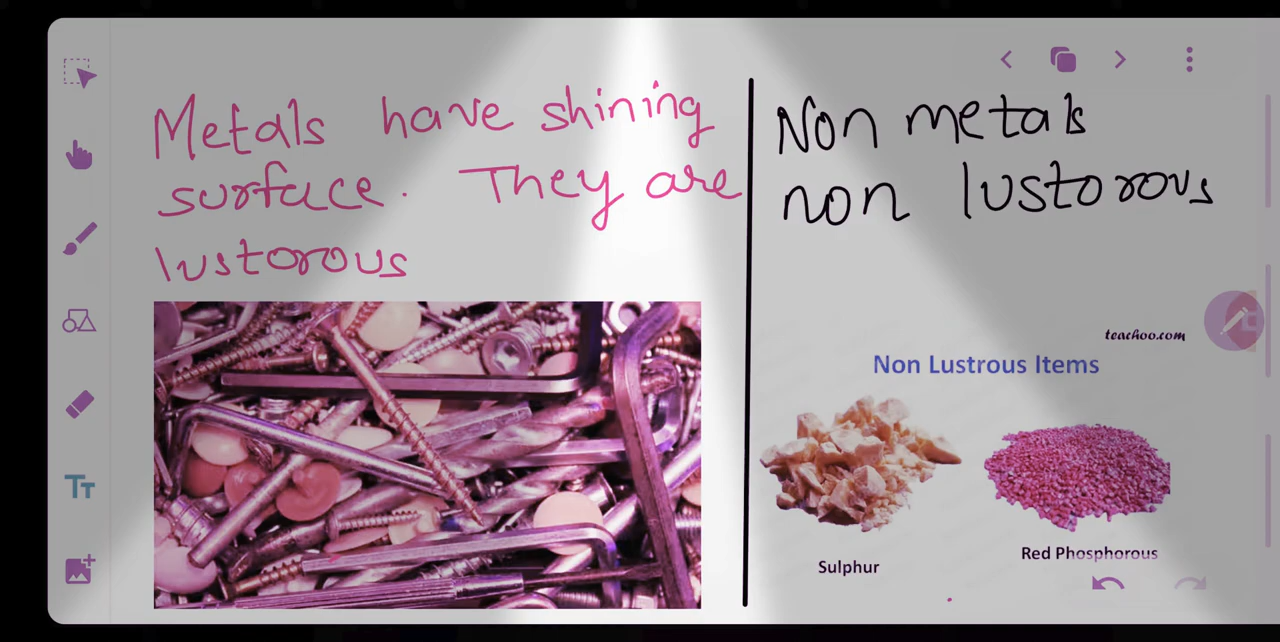 Metals have shining
surface. They are
lustorous
Non metals
non lustorous
teachoo.com
Non Lustrous Items
Sulphur
Red Phosphorous
TT